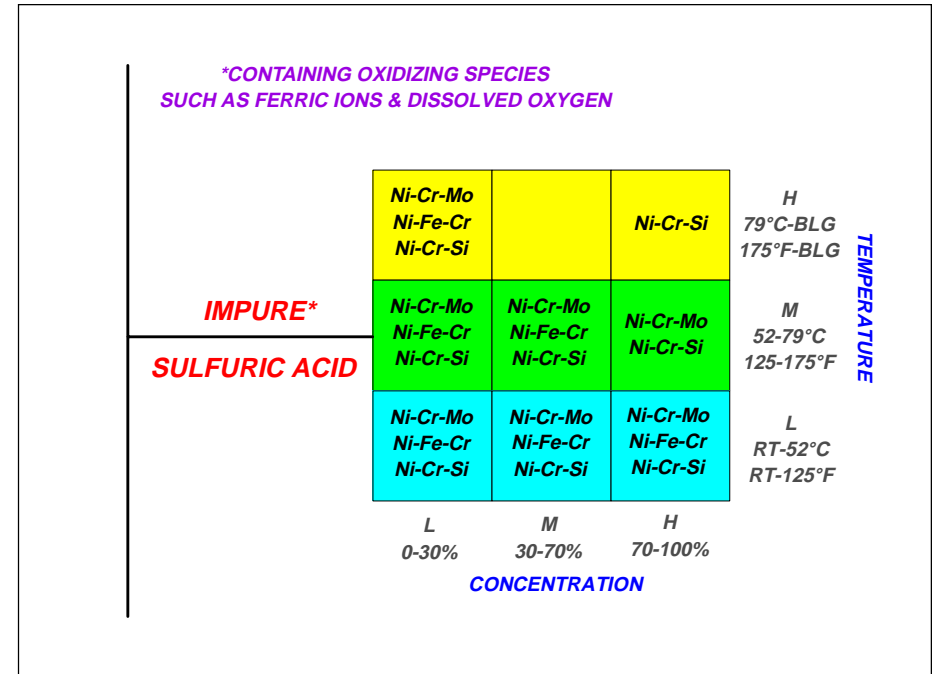 *CONTAINING OXIDIZING SPECIES
SUCH AS FERRIC IONS & DISSOLVED OXYGEN
Ni-Cr-Mo
Ni-Fe-Cr
Ni-Cr-Si
Ni-Cr-Si
H
79°C-BLG
175°F-BLG
TEMPERATURE
IMPURE*
SULFURIC ACID
Ni-Cr-Mo
Ni-Fe-Cr
Ni-Cr-Si
Ni-Cr-Mo
Ni-Fe-Cr
Ni-Cr-Si
Ni-Cr-Mo
Ni-Cr-Si
M
52-79°C
125-175°F
Ni-Cr-Mo
Ni-Fe-Cr
Ni-Cr-Si
Ni-Cr-Mo
Ni-Fe-Cr
Ni-Cr-Si
Ni-Cr-Mo
Ni-Fe-Cr
Ni-Cr-Si
L
RT-52°C
RT-125°F
L
0-30%
M
30-70%
H
70-100%
CONCENTRATION